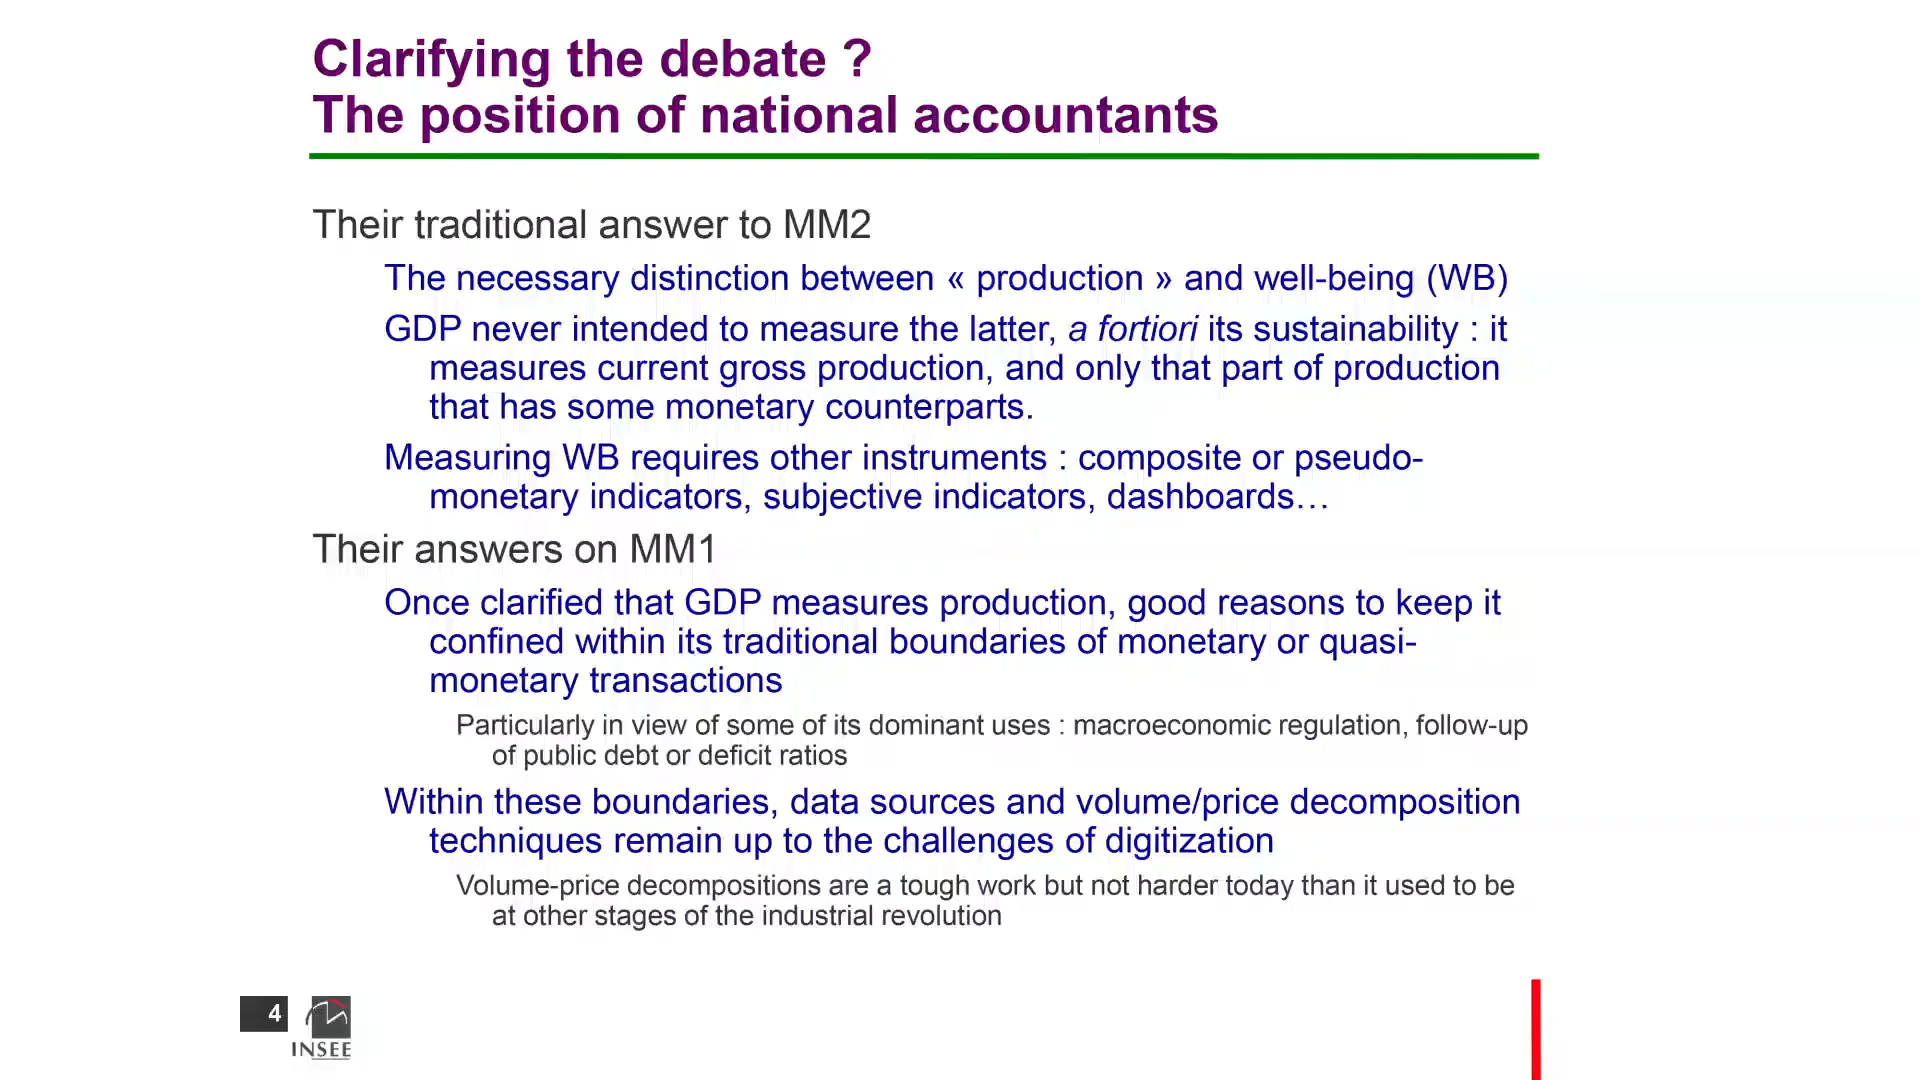 Clarifying the debate ?
The position of national accountants
Their traditional answer to MM2
The necessary distinction between « production » and well-being (WB)
GDP never intended to measure the latter, a fortiori its sustainability : it
measures current gross production, and only that part of production
that has some monetary counterparts.
Measuring WB requires other instruments : composite or pseudo-
monetary indicators, subjective indicators, dashboards…
Their answers on MM1
Once clarified that GDP measures production, good reasons to keep it
confined within its traditional boundaries of monetary or quasi-
monetary transactions
Particularly in view of some of its dominant uses : macroeconomic regulation, follow-up
of public debt or deficit ratios
Within these boundaries, data sources and volume/price decomposition
techniques remain up to the challenges of digitization
Volume-price decompositions are a tough work but not harder today than it used to be
at other stages of the industrial revolution
4
INSEE